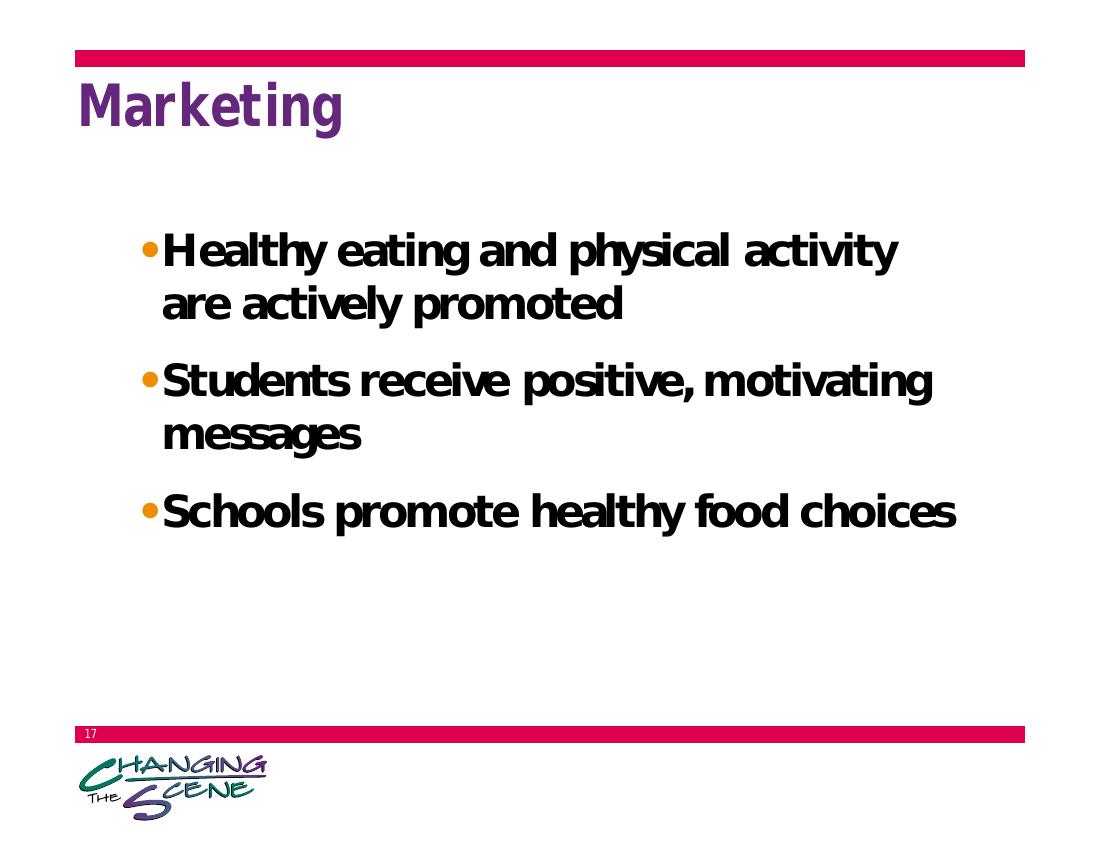 Marketing
•Healthy eating and physical activity
are actively promoted
•Students receive positive, motivating
messages
•Schools promote healthy food choices
17
CHANGING
THE SCENE